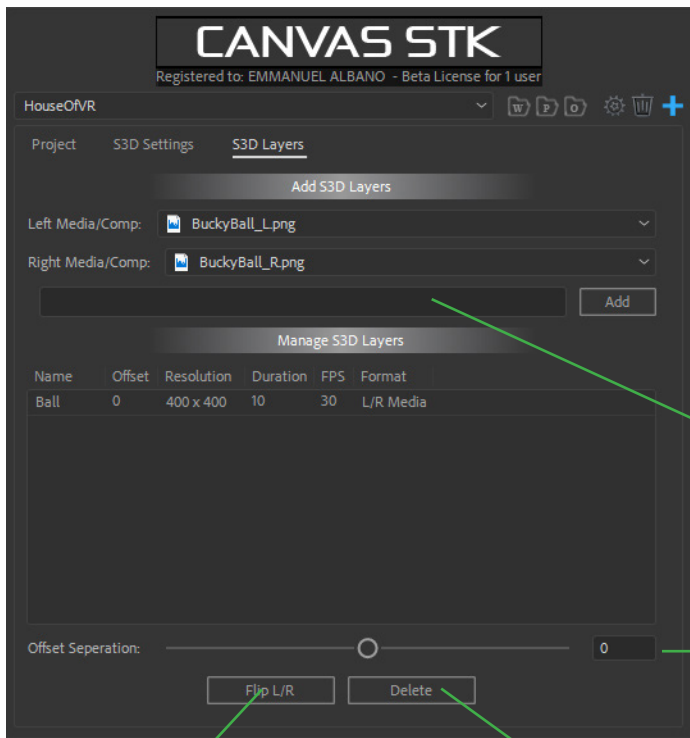 CANVAS STK
Registered to: EMMANUEL ALBANO - Beta License for 1 user
HouseOfVR
W P O
Project S3D Settings S3D Layers
Add S3D Layers
Left Media/Comp: BuckyBall_L.png
Right Media/Comp: BuckyBall_R.png
Add
Manage S3D Layers
Name Offset Resolution Duration FPS Format
Ball 0 400 x 400 10 30 L/R Media
Offset Seperation: 0
Flip L/R Delete